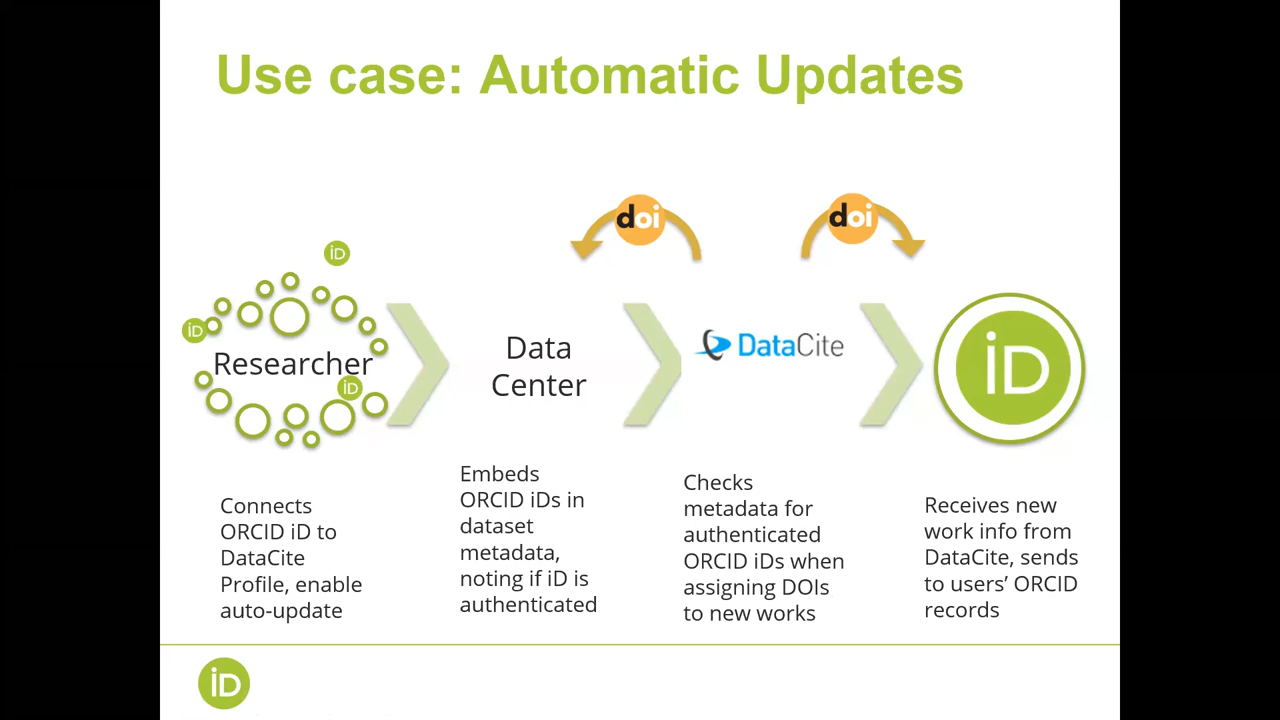 Use case: Automatic Updates
doi
doi
iD
iD
Researcher
iD
Data
Center
DataCite
iD
Connects
ORCID iD to
DataCite
Profile, enable
auto-update
Embeds
ORCID iDs in
dataset
metadata,
noting if iD is
authenticated
Checks
metadata for
authenticated
ORCID iDs when
assigning DOIs
to new works
Receives new
work info from
DataCite, sends
to users’ ORCID
records
iD